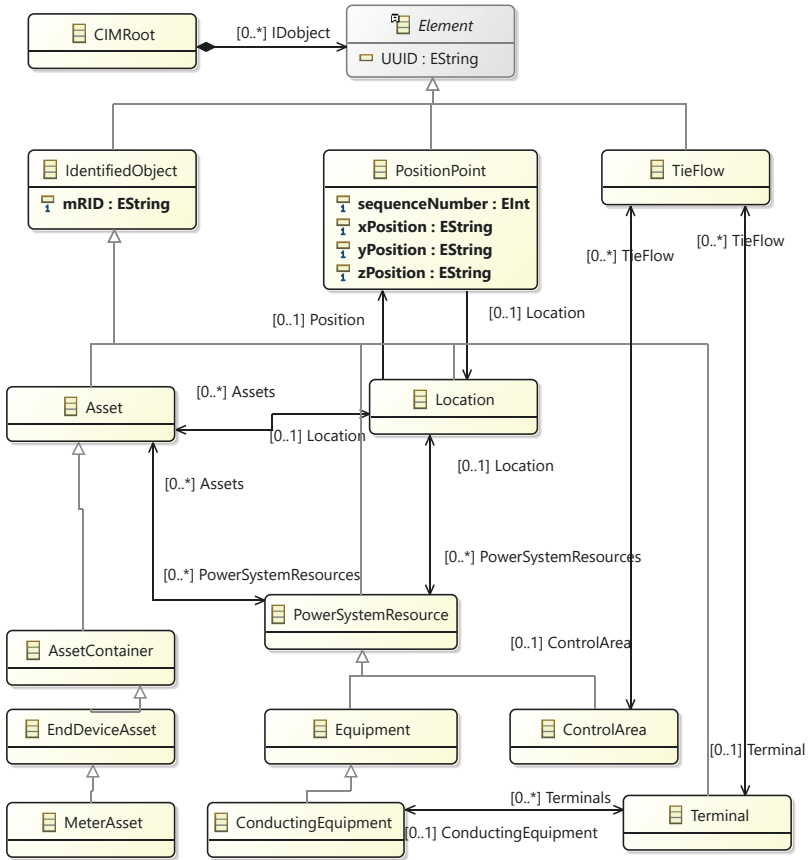 CIMRoot
[0..*] IDobject
Element
UUID : EString
IdentifiedObject
mRID : EString
PositionPoint
sequenceNumber : EInt
xPosition : EString
yPosition : EString
zPosition : EString
TieFlow
[0..*] TieFlow
[0..*] TieFlow
[0..1] Position
[0..1] Location
Asset
[0..*] Assets
[0..1] Location
Location
[0..1] Location
[0..*] Assets
[0..*] PowerSystemResources
[0..*] PowerSystemResources
PowerSystemResource
[0..1] ControlArea
AssetContainer
EndDeviceAsset
Equipment
ControlArea
[0..1] Terminal
MeterAsset
ConductingEquipment
[0..*] Terminals
[0..1] ConductingEquipment
Terminal